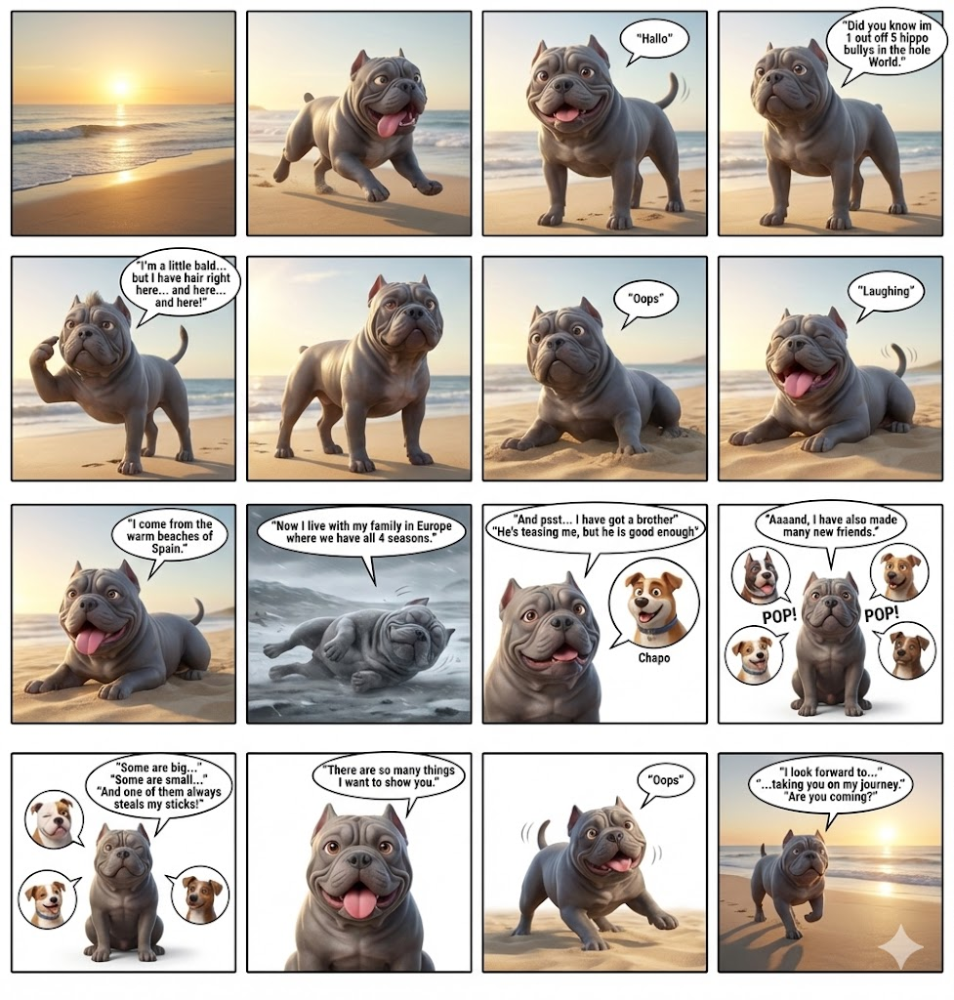 "Hallo"
"Did you know im
1 out off 5 hippo
bullys in the hole
World."
"I'm a little bald...
but I have hair right
here... and here...
and here!"
"Oops"
"Laughing"
"I come from the
warm beaches of
Spain."
"Now I live with my family in Europe
where we have all 4 seasons."
"And psst... I have got a brother"
"He's teasing me, but he is good enough"
Chapo
"Aaaand, I have also made
many new friends."
POP!
POP!
"Some are big..."
"Some are small..."
"And one of them always
steals my sticks!"
"There are so many things
I want to show you."
"Oops"
"I look forward to..."
"...taking you on my journey."
"Are you coming?"